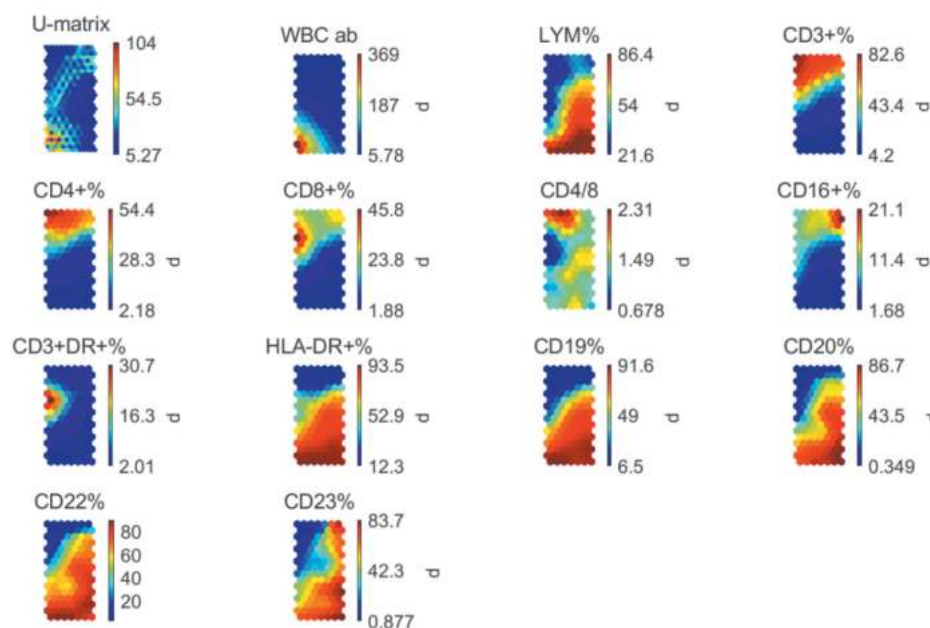 U-matrix
104
54.5
5.27
WBC ab
369
187
5.78
d
LYM%
86.4
54
21.6
d
CD3+%
82.6
43.4
4.2
d
CD4+%
54.4
28.3
2.18
d
CD8+%
45.8
23.8
1.88
d
CD4/8
2.31
1.49
0.678
d
CD16+%
21.1
11.4
1.68
d
CD3+DR+%
30.7
16.3
2.01
d
HLA-DR+%
93.5
52.9
12.3
d
CD19%
91.6
49
6.5
d
CD20%
86.7
43.5
0.349
d
CD22%
80
60
40
20
CD23%
83.7
42.3
0.877
d